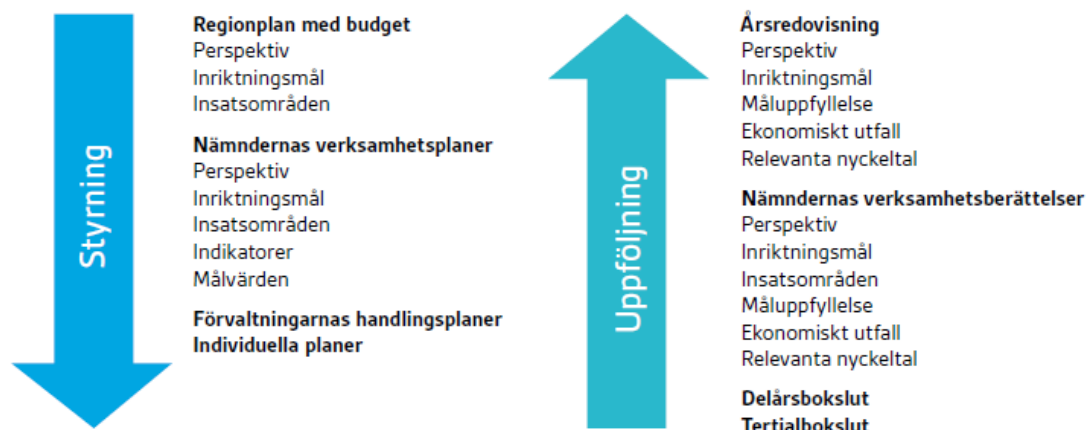 Styrning
Regionplan med budget
Perspektiv
Inriktningsmål
Insatsområden
Nämndernas verksamhetsplaner
Perspektiv
Inriktningsmål
Insatsområden
Indikatorer
Målvärden
Förvaltningarnas handlingsplaner
Individuella planer
Uppföljning
Årsredovisning
Perspektiv
Inriktningsmål
Måluppfyllelse
Ekonomiskt utfall
Relevanta nyckeltal
Nämndernas verksamhetsberättelser
Perspektiv
Inriktningsmål
Insatsområden
Måluppfyllelse
Ekonomiskt utfall
Relevanta nyckeltal
Delårsbokslut
Tertialbokslut